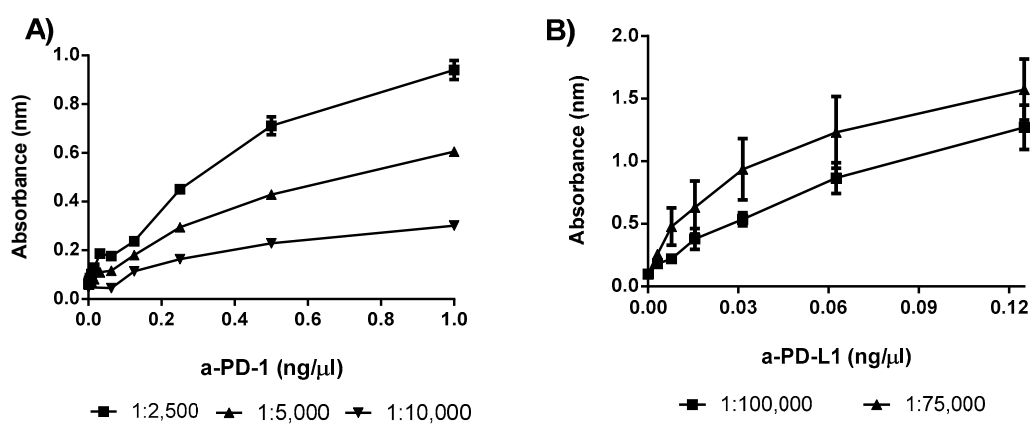 A)
Absorbance (nm)
1.0
0.8
0.6
0.4
0.2
0.0
0.0 0.2 0.4 0.6 0.8 1.0
a-PD-1 (ng/µl)
1:2,500 1:5,000 1:10,000
B)
Absorbance (nm)
2.0
1.5
1.0
0.5
0.0
0.00 0.03 0.06 0.09 0.12
a-PD-L1 (ng/µl)
1:100,000 1:75,000